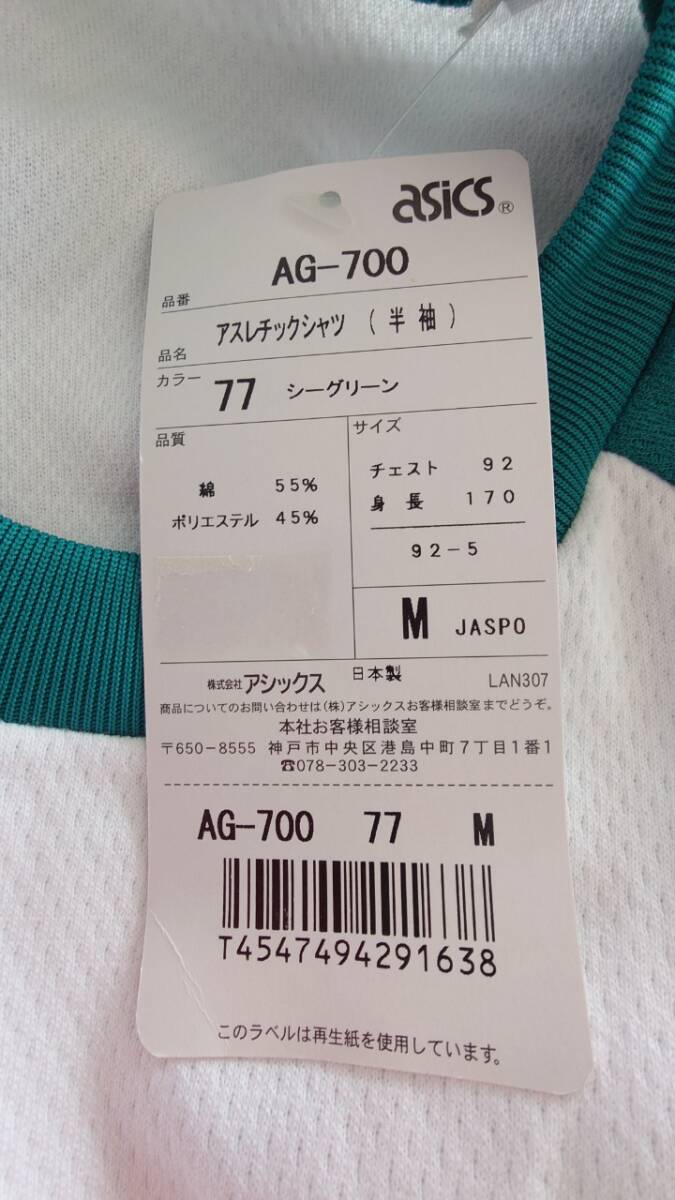 asics®
品番 AG-700
品名 アスレチックシャツ (半袖)
カラー 77 シーグリーン
品質
綿 55%
ポリエステル 45%
サイズ
チェスト 92
身長 170
92-5
M JASPO
株式会社アシックス 日本製 LAN307
商品についてのお問い合わせは(株)アシックスお客様相談室までどうぞ。
本社お客様相談室
〒650-8555 神戸市中央区港島中町7丁目1番1
☎078-303-2233
AG-700 77 M
T4547494291638
このラベルは再生紙を使用しています。